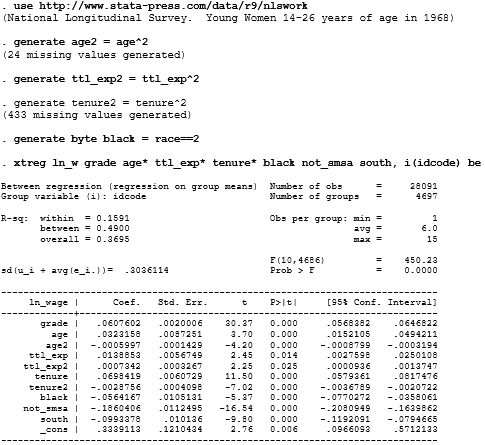 . use http://www.stata-press.com/data/r9/nlswork
(National Longitudinal Survey. Young Women 14-26 years of age in 1968)
. generate age2 = age^2
(24 missing values generated)
. generate ttl_exp2 = ttl_exp^2
. generate tenure2 = tenure^2
(433 missing values generated)
. generate byte black = race==2
. xtreg ln_w grade age* ttl_exp* tenure* black not_smsa south, i(idcode) be
Between regression (regression on group means) Number of obs = 28091
Group variable (i): idcode Number of groups = 4697
R-sq: within = 0.1591 Obs per group: min = 1
between = 0.4900 avg = 6.0
overall = 0.3695 max = 15
F(10,4686) = 450.23
sd(u_i + avg(e_i.))= .3036114 Prob > F = 0.0000
ln_wage | Coef. Std. Err. t P>|t| [95% Conf. Interval]
grade | .0607602 .0020006 30.37 0.000 .0568382 .0646822
age | .0323158 .0087251 3.70 0.000 .0152105 .0494211
age2 | -.0005997 .0001429 -4.20 0.000 -.0008799 -.0003194
ttl_exp | .0138853 .0056749 2.45 0.014 .0027598 .0250108
ttl_exp2 | .0007342 .0003267 2.25 0.025 .0000936 .0013747
tenure | .0698419 .0060729 11.50 0.000 .0579361 .0817476
tenure2 | -.0028756 .0004098 -7.02 0.000 -.0036789 -.0020722
black | -.0564167 .0105131 -5.37 0.000 -.0770272 -.0358061
not_smsa | -.1860406 .0112495 -16.54 0.000 -.2080949 -.1639862
south | -.0993378 .010136 -9.80 0.000 -.1192091 -.0794665
_cons | .3339113 .1210434 2.76 0.006 .0966093 .5712133